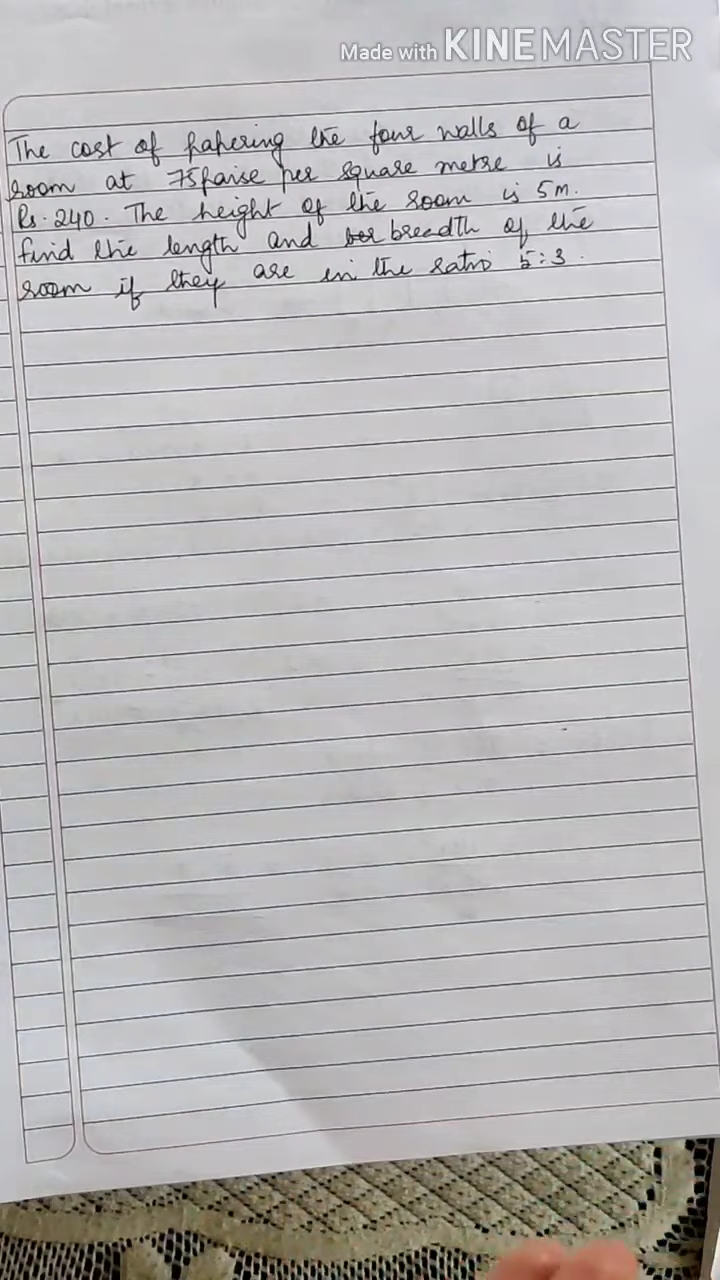 Made with KINEMASTER
The cost of papering the four walls of a
room at 75 paise per square metre is
Rs. 240. The height of the room is 5m.
find the length and breadth of the
room if they are in the ratio 5:3.